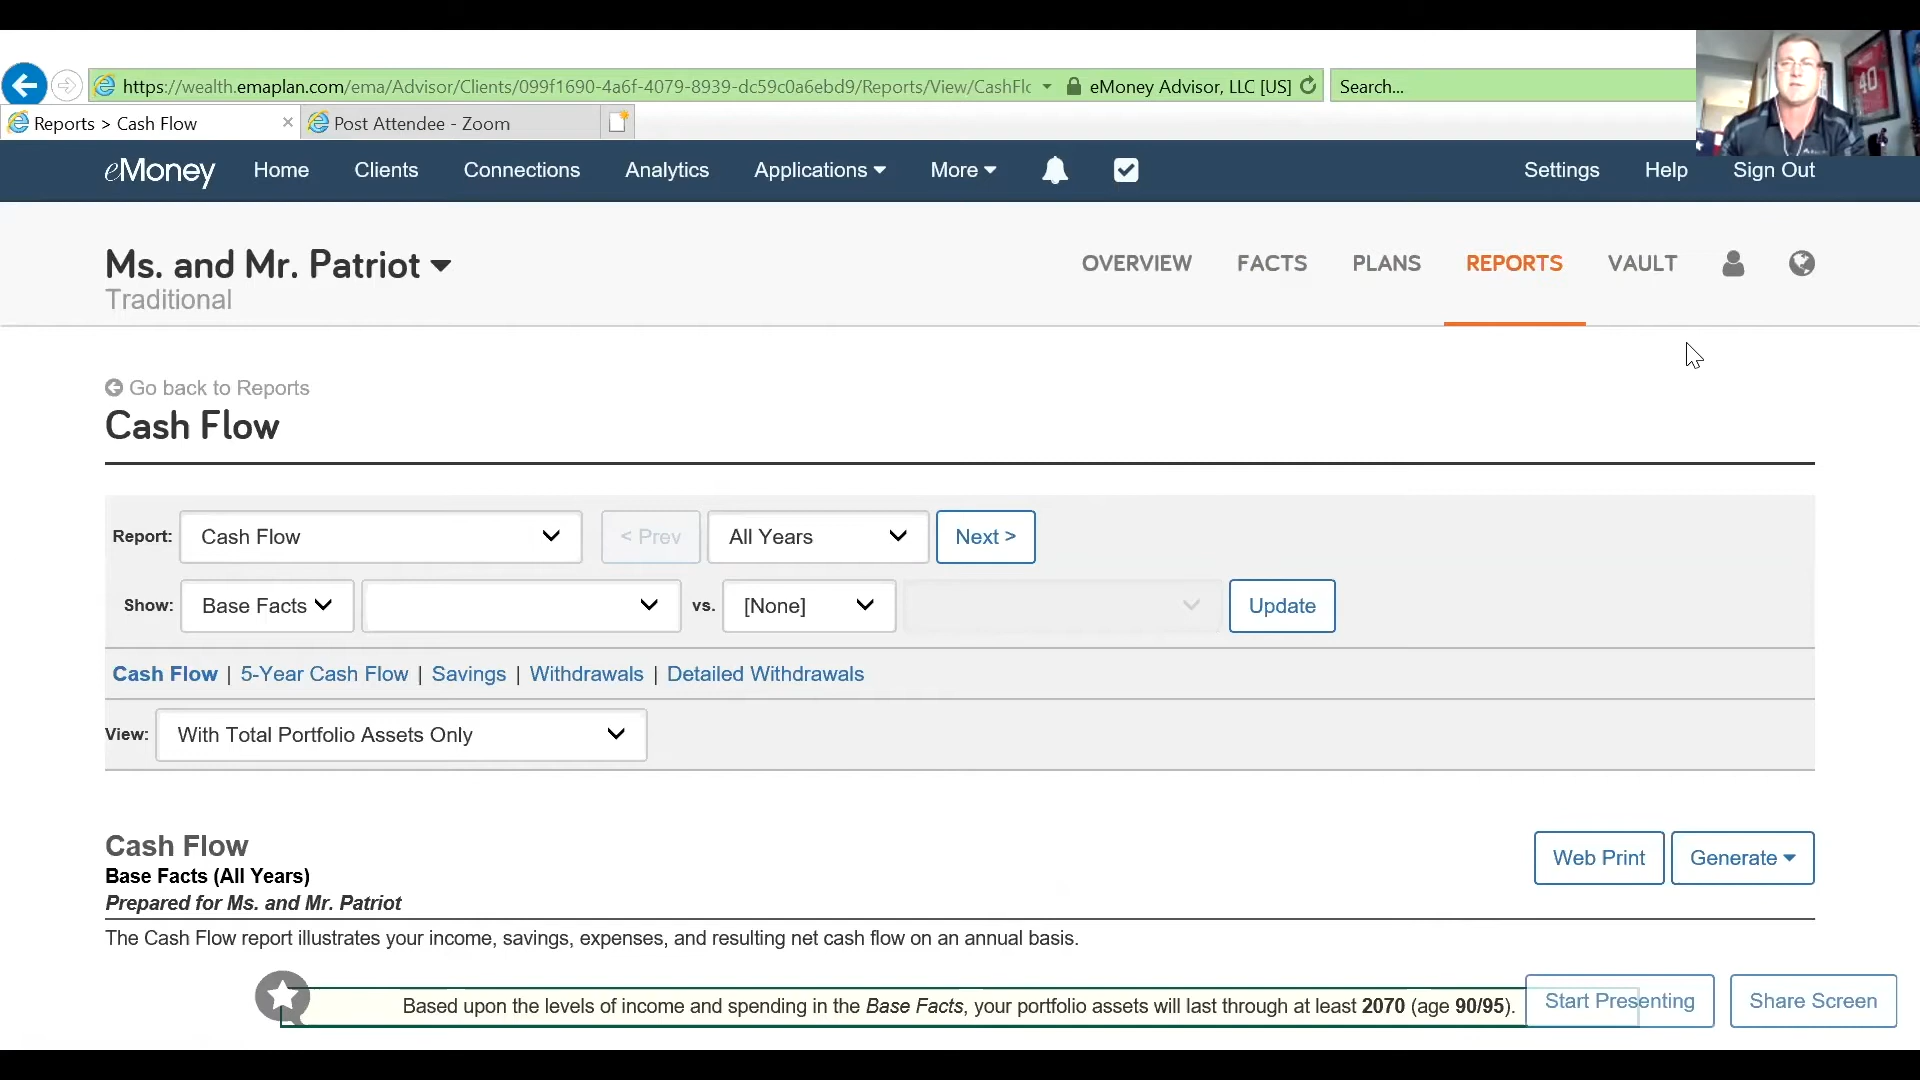 https://wealth.emaplan.com/ema/Advisor/Clients/099f1690-4a6f-4079-8939-dc59c0a6ebd9/Reports/View/CashFlc eMoney Advisor, LLC [US] Search...
Reports > Cash Flow Post Attendee - Zoom
eMoney Home Clients Connections Analytics Applications More Settings Help Sign Out
Ms. and Mr. Patriot OVERVIEW FACTS PLANS REPORTS VAULT
Traditional
Go back to Reports
Cash Flow
Report: Cash Flow < Prev All Years Next >
Show: Base Facts vs. [None] Update
Cash Flow | 5-Year Cash Flow | Savings | Withdrawals | Detailed Withdrawals
View: With Total Portfolio Assets Only
Cash Flow Web Print Generate
Base Facts (All Years)
Prepared for Ms. and Mr. Patriot
The Cash Flow report illustrates your income, savings, expenses, and resulting net cash flow on an annual basis.
Based upon the levels of income and spending in the Base Facts, your portfolio assets will last through at least 2070 (age 90/95). Start Presenting Share Screen
40